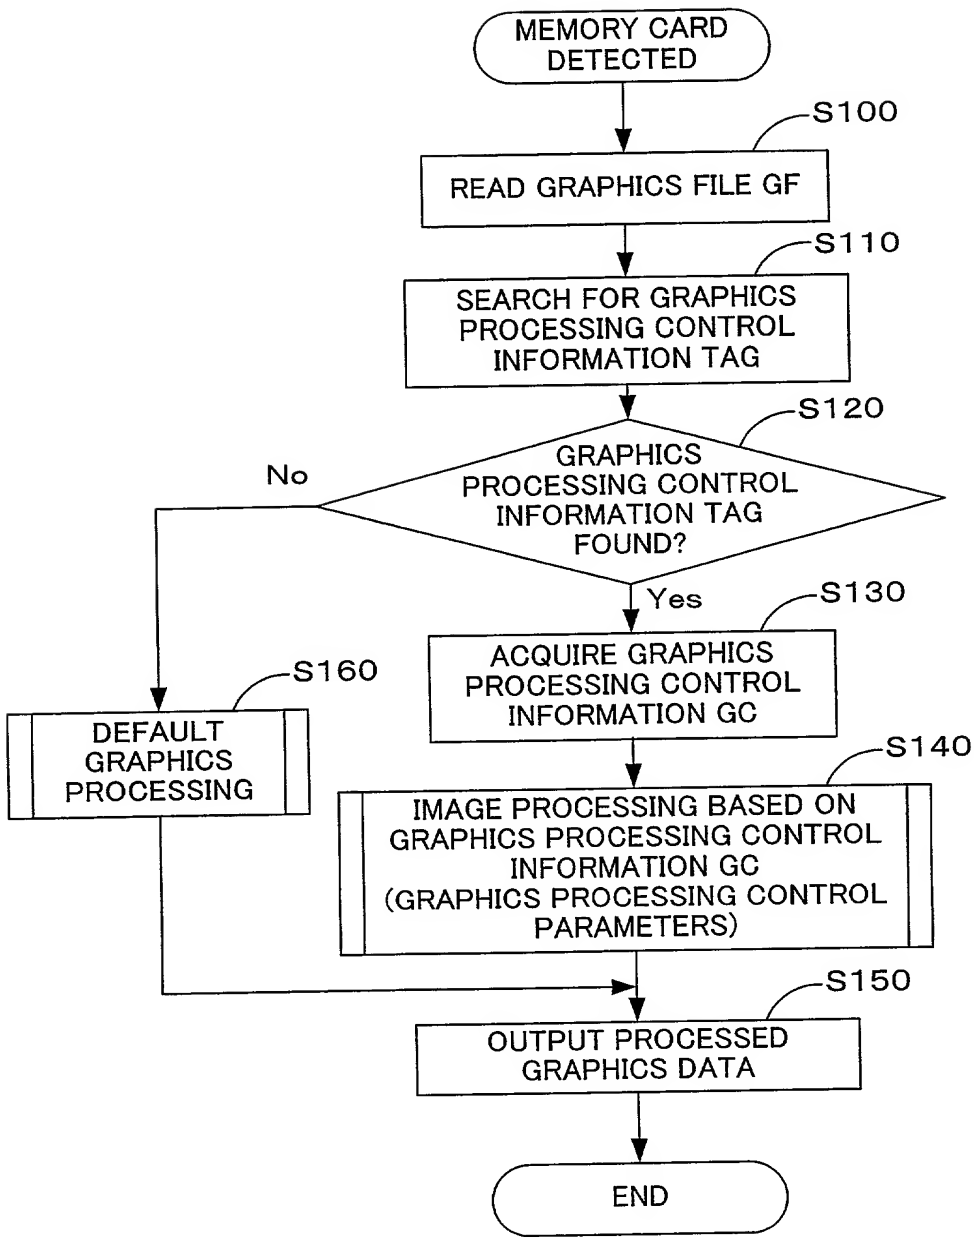 MEMORY CARD
DETECTED
S100
READ GRAPHICS FILE GF
S110
SEARCH FOR GRAPHICS
PROCESSING CONTROL
INFORMATION TAG
S120
GRAPHICS
PROCESSING CONTROL
INFORMATION TAG
FOUND?
No
Yes
S130
ACQUIRE GRAPHICS
PROCESSING CONTROL
INFORMATION GC
S160
DEFAULT
GRAPHICS
PROCESSING
S140
IMAGE PROCESSING BASED ON
GRAPHICS PROCESSING CONTROL
INFORMATION GC
(GRAPHICS PROCESSING CONTROL
PARAMETERS)
S150
OUTPUT PROCESSED
GRAPHICS DATA
END